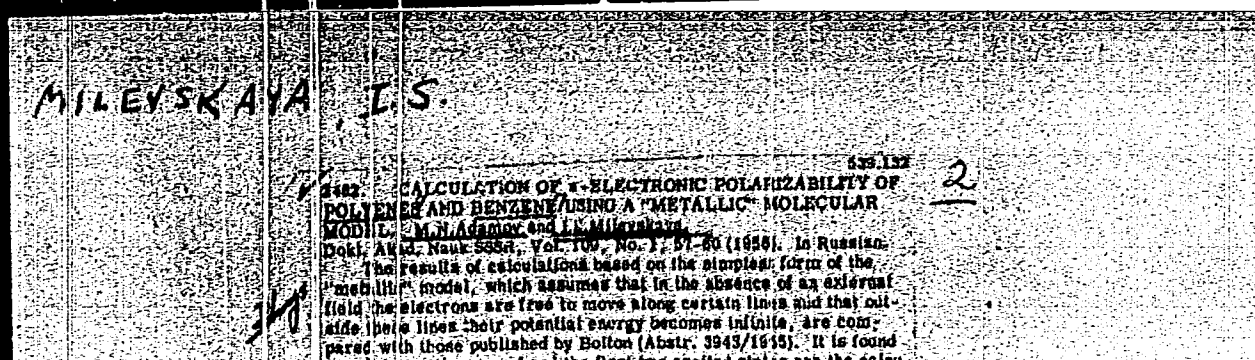 MILEVSKAYA, I.S.
539.132
2
CALCULATION OF π-ELECTRONIC POLARIZABILITY OF
POLYENES AND BENZENE USING A "METALLIC" MOLECULAR
MODEL. M.N. Adamov and I.S. Milevskaya.
Dokl. Akad. Nauk SSSR, Vol. 109, No. 1, 57-60 (1956). In Russian.
The results of calculations based on the simplest form of the
"metallic" model, which assumes that in the absence of an external
field the electrons are free to move along certain lines and that out-
side these lines their potential energy becomes infinite, are com-
pared with those published by Bolton (Abstr. 3943/1955). It is found